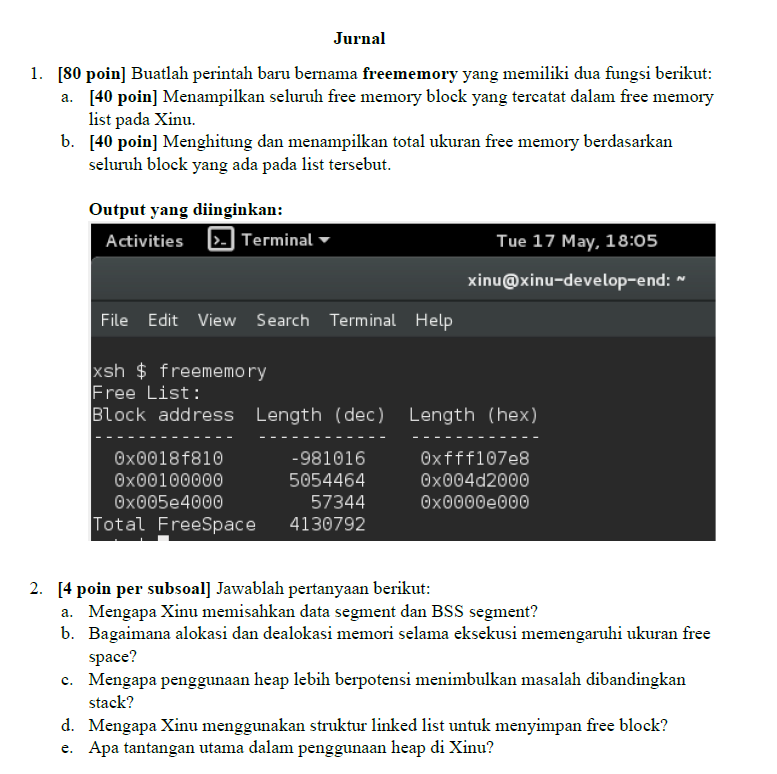 Jurnal
1. [80 poin] Buatlah perintah baru bernama freememory yang memiliki dua fungsi berikut:
a. [40 poin] Menampilkan seluruh free memory block yang tercatat dalam free memory
list pada Xinu.
b. [40 poin] Menghitung dan menampilkan total ukuran free memory berdasarkan
seluruh block yang ada pada list tersebut.
Output yang diinginkan:
Activities Terminal Tue 17 May, 18:05
xinu@xinu-develop-end: ~
File Edit View Search Terminal Help
xsh $ freememory
Free List:
Block address Length (dec) Length (hex)
------------- ------------ ------------
0x0018f810 -981016 0xfff107e8
0x00100000 5054464 0x004d2000
0x005e4000 57344 0x0000e000
Total FreeSpace 4130792
2. [4 poin per subsoal] Jawablah pertanyaan berikut:
a. Mengapa Xinu memisahkan data segment dan BSS segment?
b. Bagaimana alokasi dan dealokasi memori selama eksekusi memengaruhi ukuran free
space?
c. Mengapa penggunaan heap lebih berpotensi menimbulkan masalah dibandingkan
stack?
d. Mengapa Xinu menggunakan struktur linked list untuk menyimpan free block?
e. Apa tantangan utama dalam penggunaan heap di Xinu?